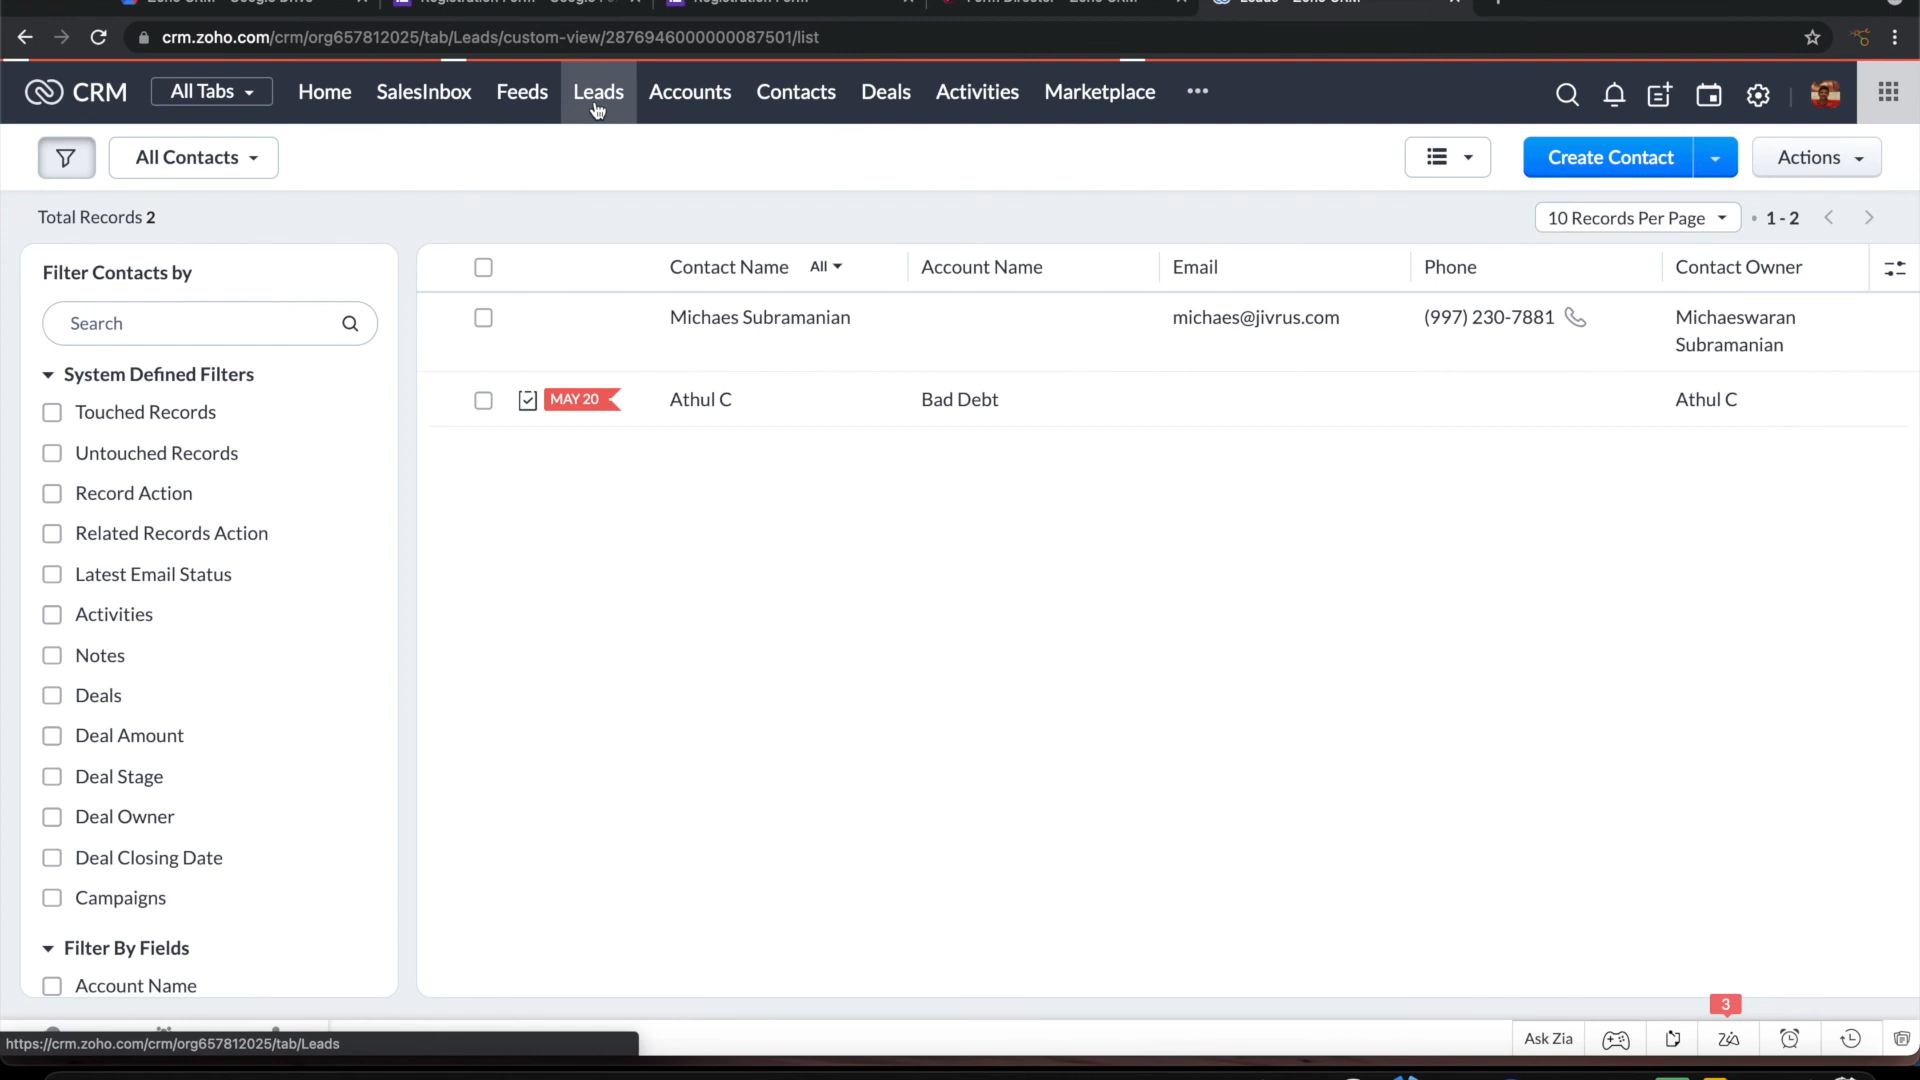 crm.zoho.com/crm/org657812025/tab/Leads/custom-view/2876946000000087501/list
CRM
All Tabs
Home
SalesInbox
Feeds
Leads
Accounts
Contacts
Deals
Activities
Marketplace
All Contacts
Create Contact
Actions
Total Records 2
10 Records Per Page
1 - 2
Filter Contacts by
Search
System Defined Filters
Touched Records
Untouched Records
Record Action
Related Records Action
Latest Email Status
Activities
Notes
Deals
Deal Amount
Deal Stage
Deal Owner
Deal Closing Date
Campaigns
Filter By Fields
Account Name
Contact Name All
Account Name
Email
Phone
Contact Owner
Michaes Subramanian
michaes@jivrus.com
(997) 230-7881
Michaeswaran
Subramanian
MAY 20
Athul C
Bad Debt
Athul C
3
https://crm.zoho.com/crm/org657812025/tab/Leads
Ask Zia